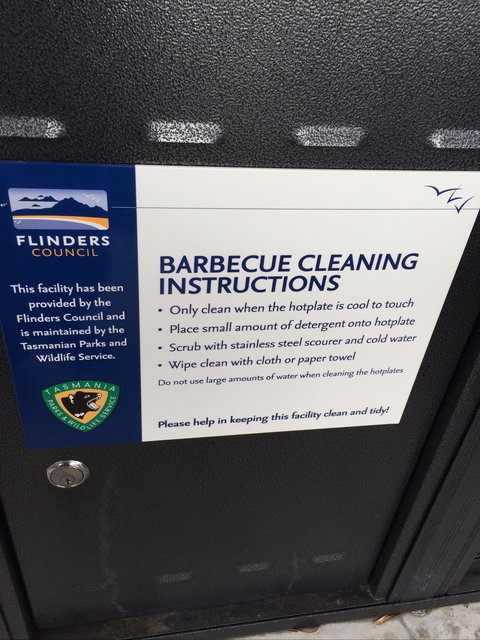 FLINDERS
COUNCIL
This facility has been
provided by the
Flinders Council and
is maintained by the
Tasmanian Parks and
Wildlife Service.
TASMANIA
PARKS & WILDLIFE SERVICE
BARBECUE CLEANING
INSTRUCTIONS
• Only clean when the hotplate is cool to touch
• Place small amount of detergent onto hotplate
• Scrub with stainless steel scourer and cold water
• Wipe clean with cloth or paper towel
Do not use large amounts of water when cleaning the hotplates
Please help in keeping this facility clean and tidy!